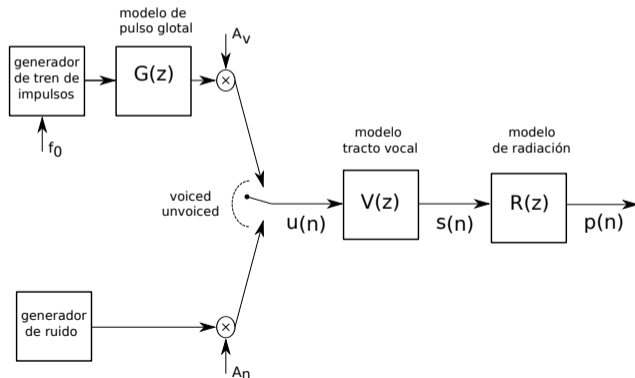 modelo de
pulso glotal
generador
de tren de
impulsos
G(z)
A_v
f_0
voiced
unvoiced
u(n)
modelo
tracto vocal
V(z)
s(n)
modelo
de radiación
R(z)
p(n)
generador
de ruido
A_n